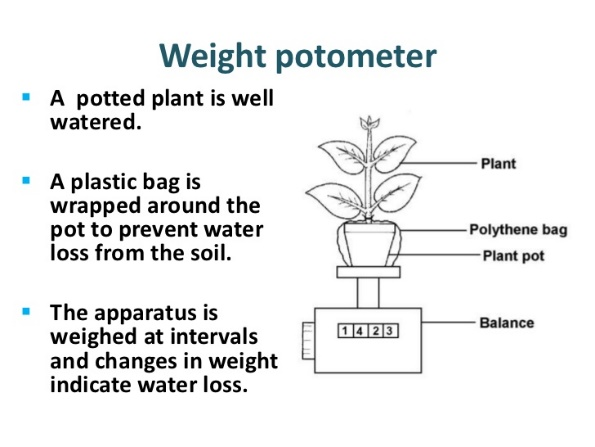 Weight potometer
▪ A potted plant is well
watered.
▪ A plastic bag is
wrapped around the
pot to prevent water
loss from the soil.
▪ The apparatus is
weighed at intervals
and changes in weight
indicate water loss.
Plant
Polythene bag
Plant pot
Balance
1 4 2 3